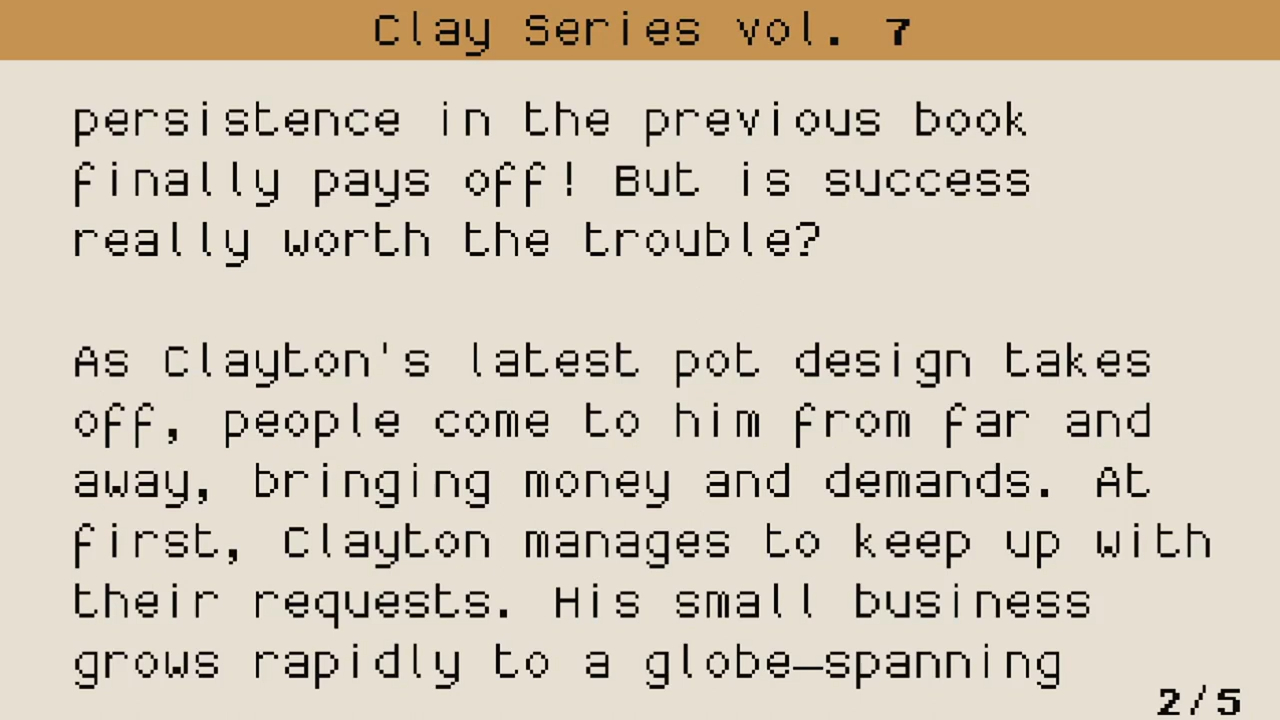 Clay Series vol. 7
persistence in the previous book
finally pays off! But is success
really worth the trouble?
As Clayton's latest pot design takes
off, people come to him from far and
away, bringing money and demands. At
first, Clayton manages to keep up with
their requests. His small business
grows rapidly to a globe—spanning
2/5